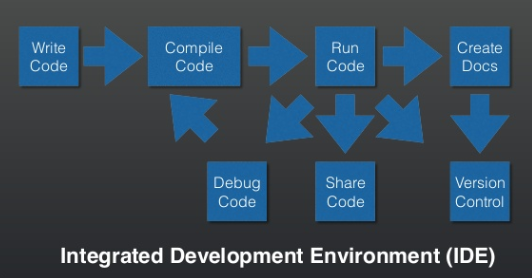 Write
Code
Compile
Code
Run
Code
Create
Docs
Debug
Code
Share
Code
Version
Control
Integrated Development Environment (IDE)